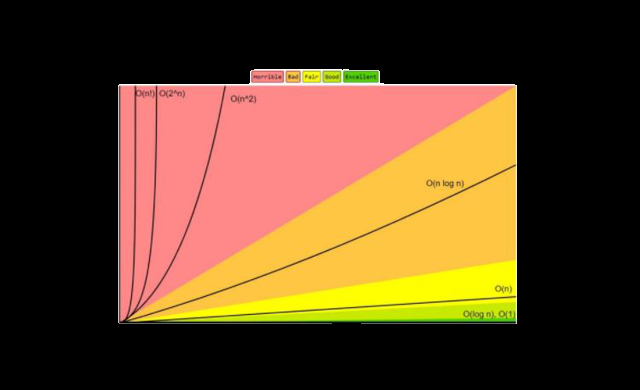 Horrible Bad Fair Good Excellent
O(n!) O(2^n)
O(n^2)
O(n log n)
O(n)
O(log n), O(1)